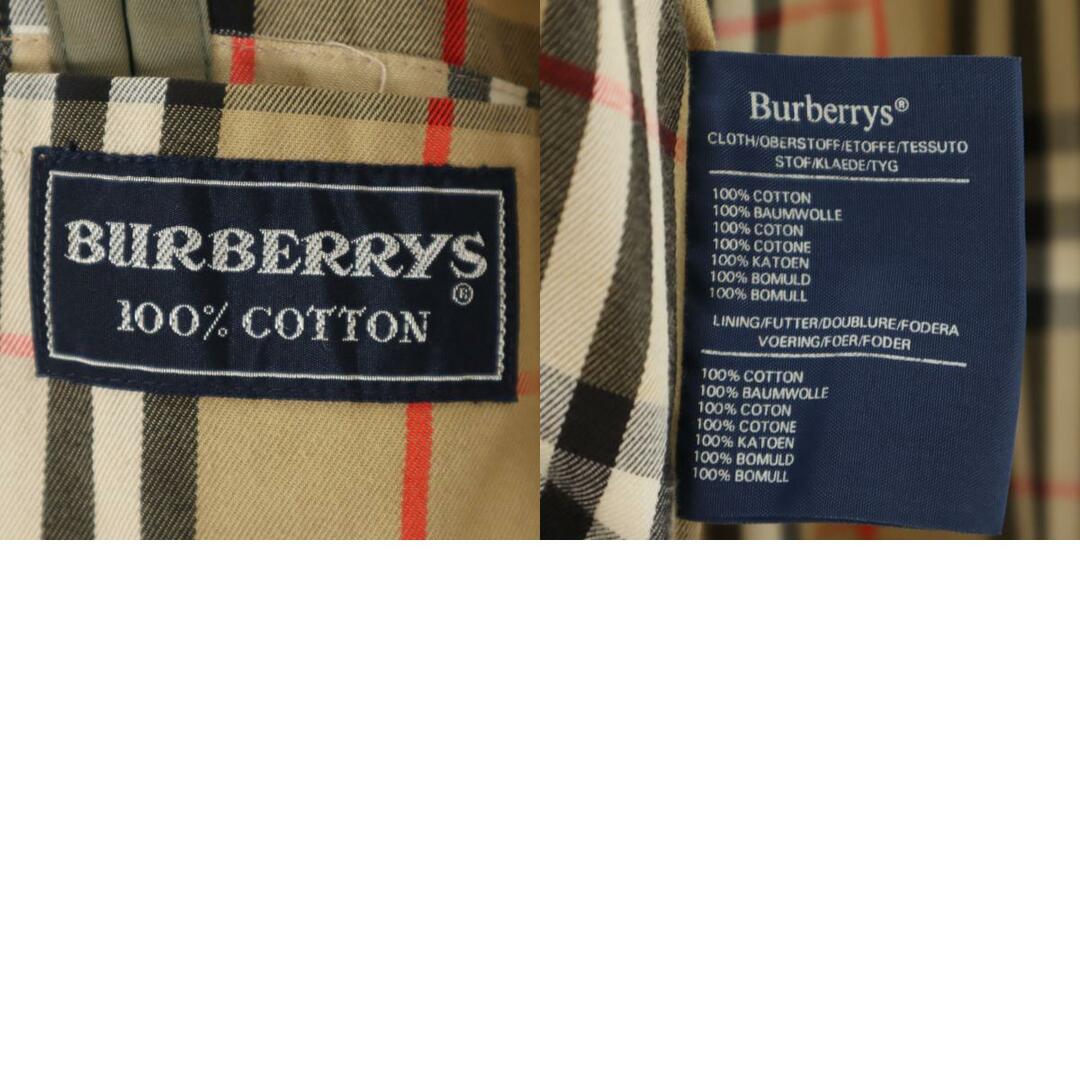 BURBERRYS®
100% COTTON
Burberrys®
CLOTH/OBERSTOFF/ETOFFE/TESSUTO
STOF/KLAEDE/TYG
100% COTTON
100% BAUMWOLLE
100% COTON
100% COTONE
100% KATOEN
100% BOMULD
100% BOMULL
LINING/FUTTER/DOUBLURE/FODERA
VOERING/FOER/FODER
100% COTTON
100% BAUMWOLLE
100% COTON
100% COTONE
100% KATOEN
100% BOMULD
100% BOMULL